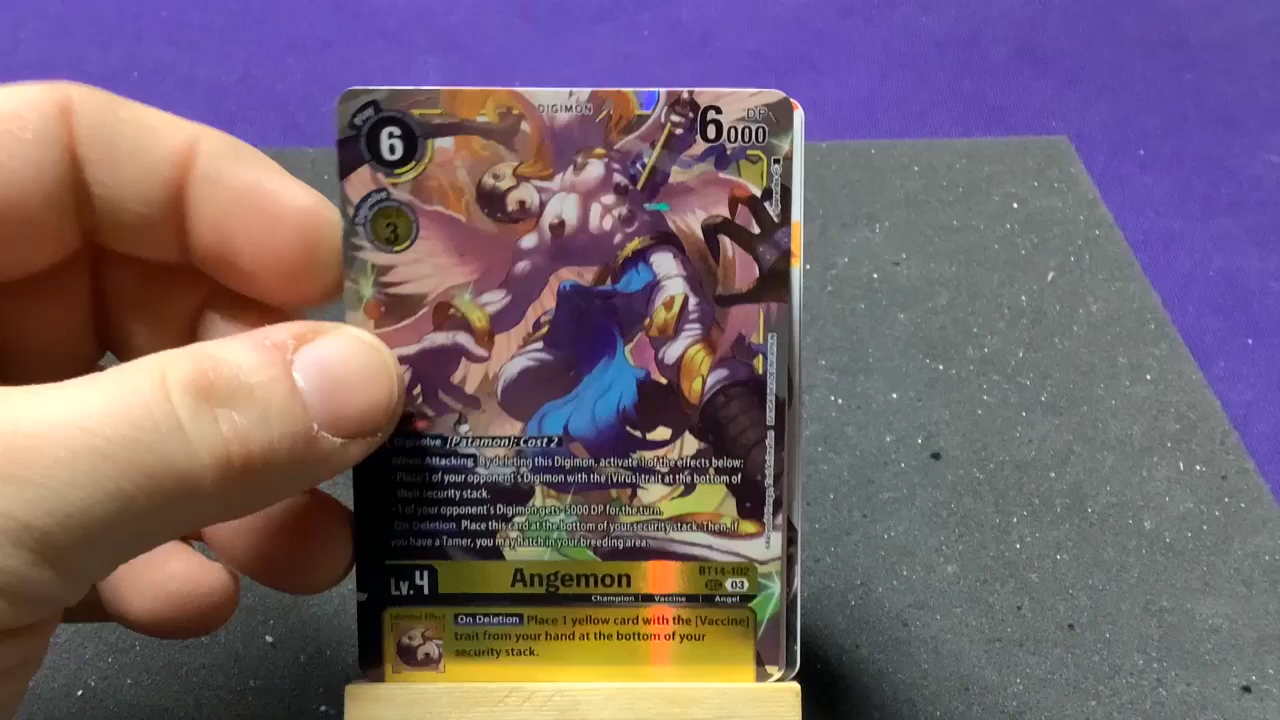 Play
DIGIMON
DP
6
6000
3
Digivolve [Patamon]: Cost 2
When Attacking By deleting this Digimon, activate 1 of the effects below:
· Place 1 of your opponent's Digimon with the [Virus] trait at the bottom of
their security stack.
· 1 of your opponent's Digimon gets -5000 DP for the turn.
On Deletion Place this card at the bottom of your security stack. Then, if
you have a Tamer, you may hatch in your breeding area.
Lv.4
Angemon
BT14-102
SEC 03
Champion | Vaccine | Angel
Inherited Effect
On Deletion Place 1 yellow card with the [Vaccine]
trait from your hand at the bottom of your
security stack.